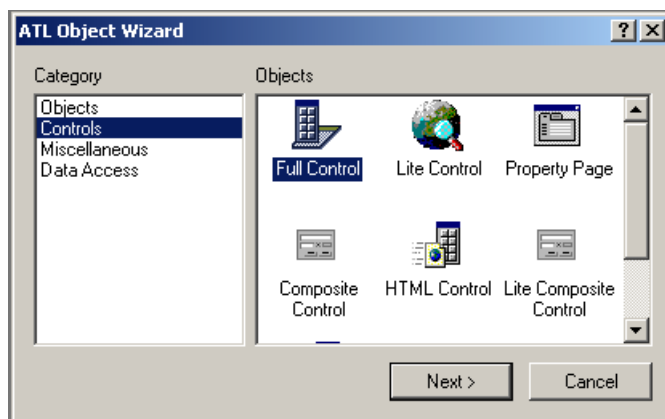 ATL Object Wizard
Category
Objects
Objects
Controls
Miscellaneous
Data Access
Full Control
Lite Control
Property Page
Composite Control
HTML Control
Lite Composite Control
Next >
Cancel